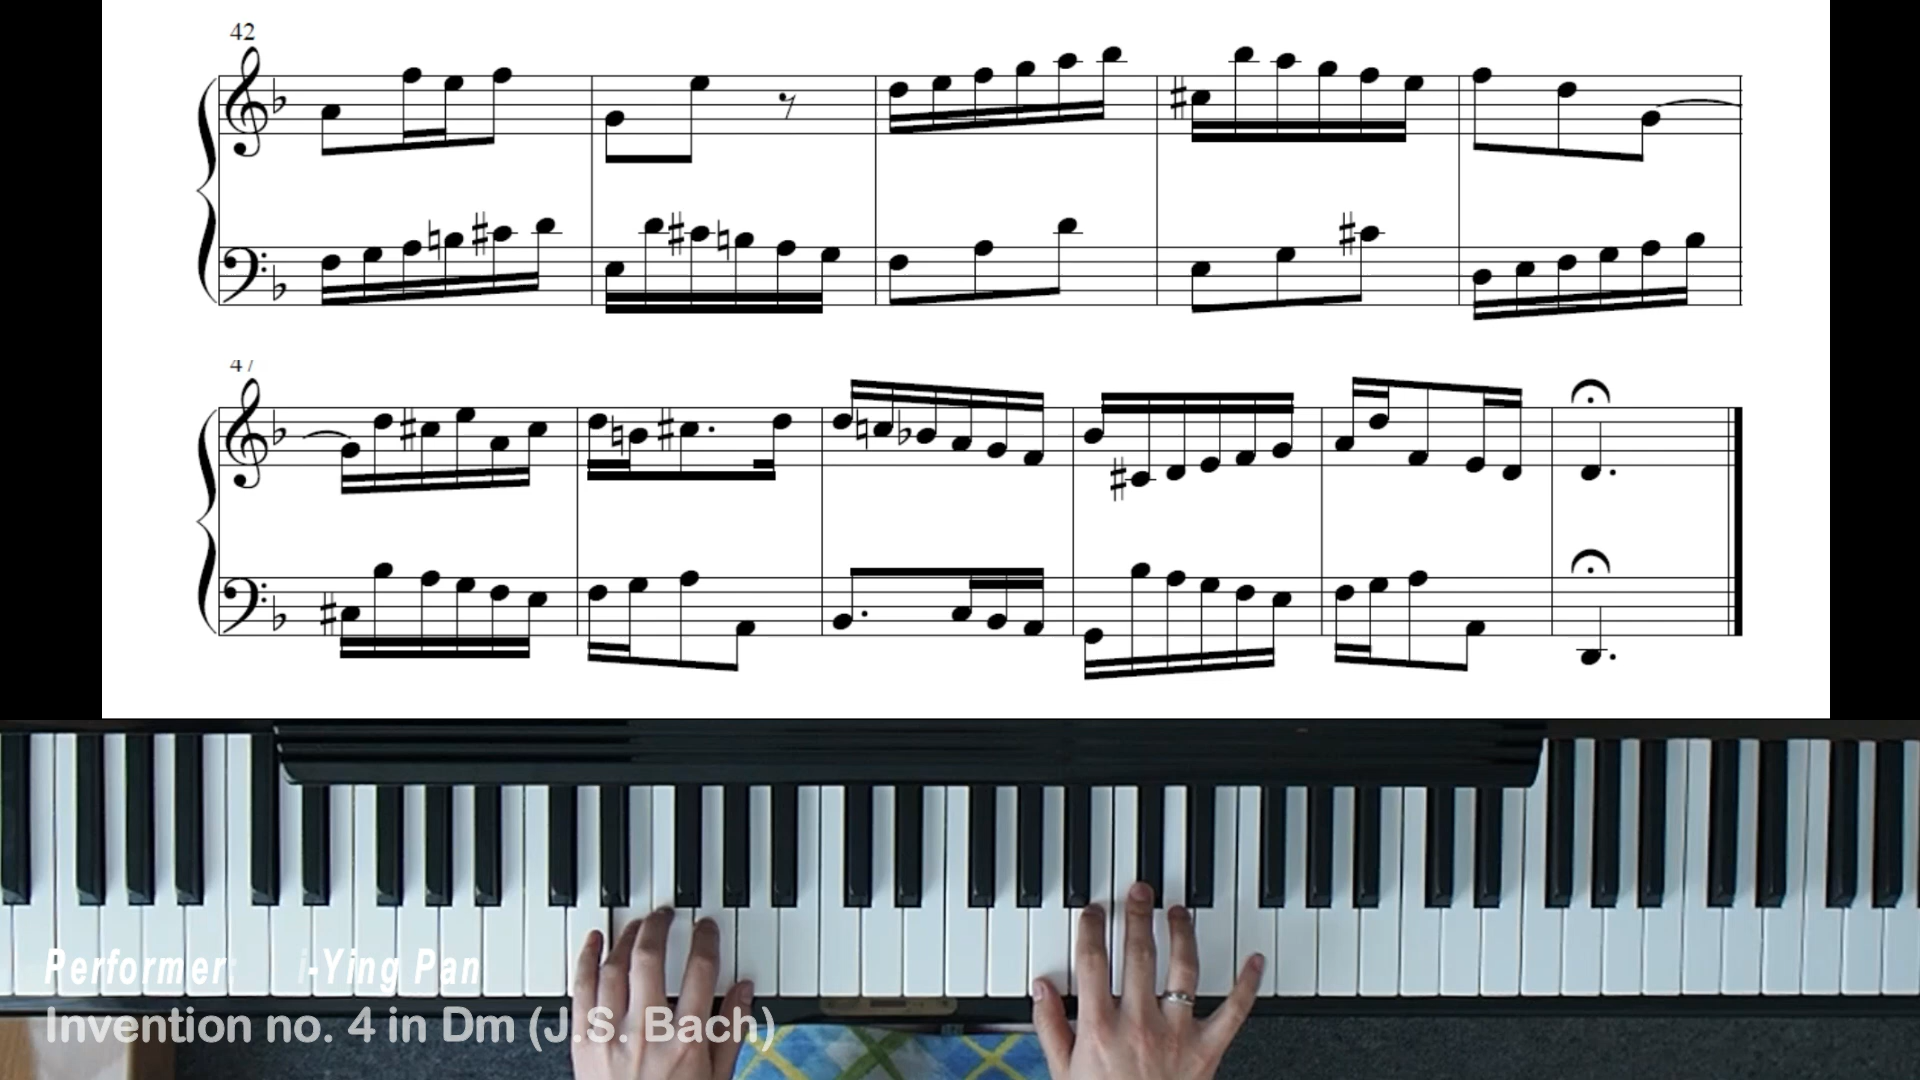 42
47
Performer: i-Ying Pan
Invention no. 4 in Dm (J.S. Bach)